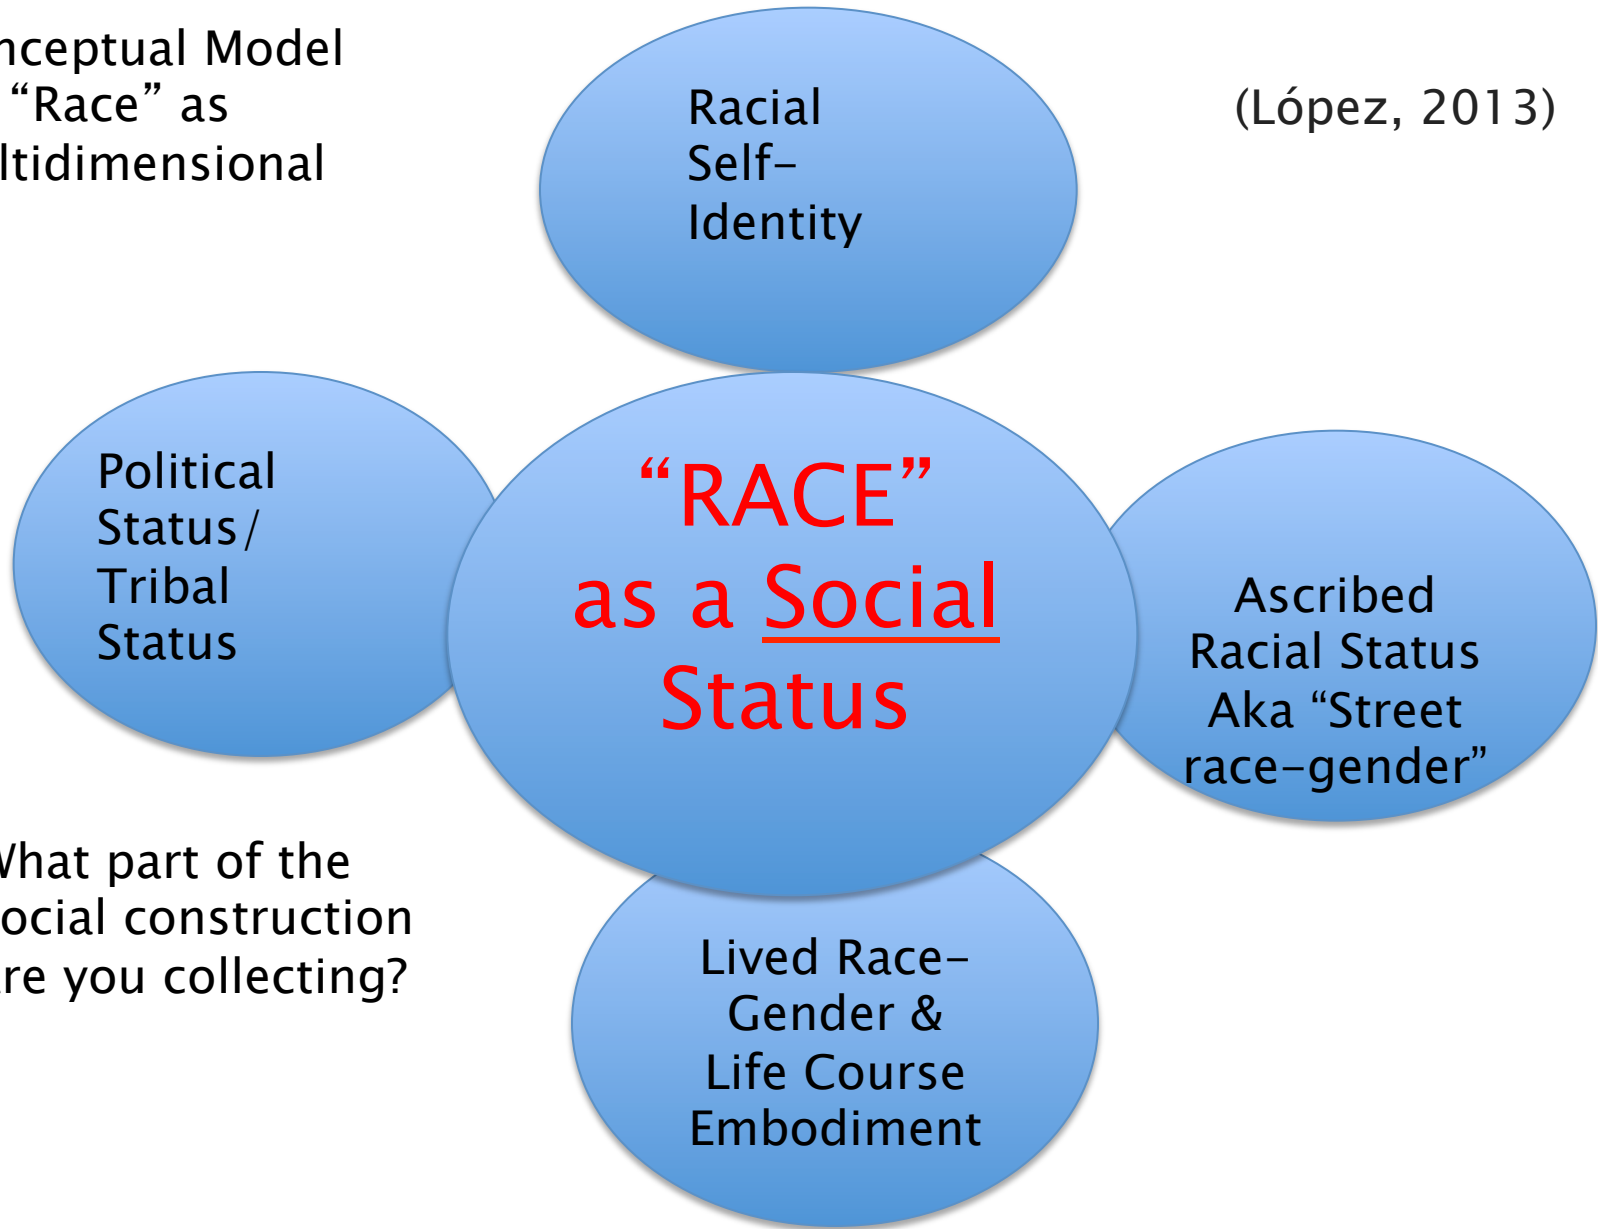 nceptual Model
“Race” as
ltidimensional
(López, 2013)
Racial
Self-
Identity
Political
Status/
Tribal
Status
“RACE”
as a Social
Status
Ascribed
Racial Status
Aka “Street
race-gender”
What part of the
ocial construction
re you collecting?
Lived Race-
Gender &
Life Course
Embodiment